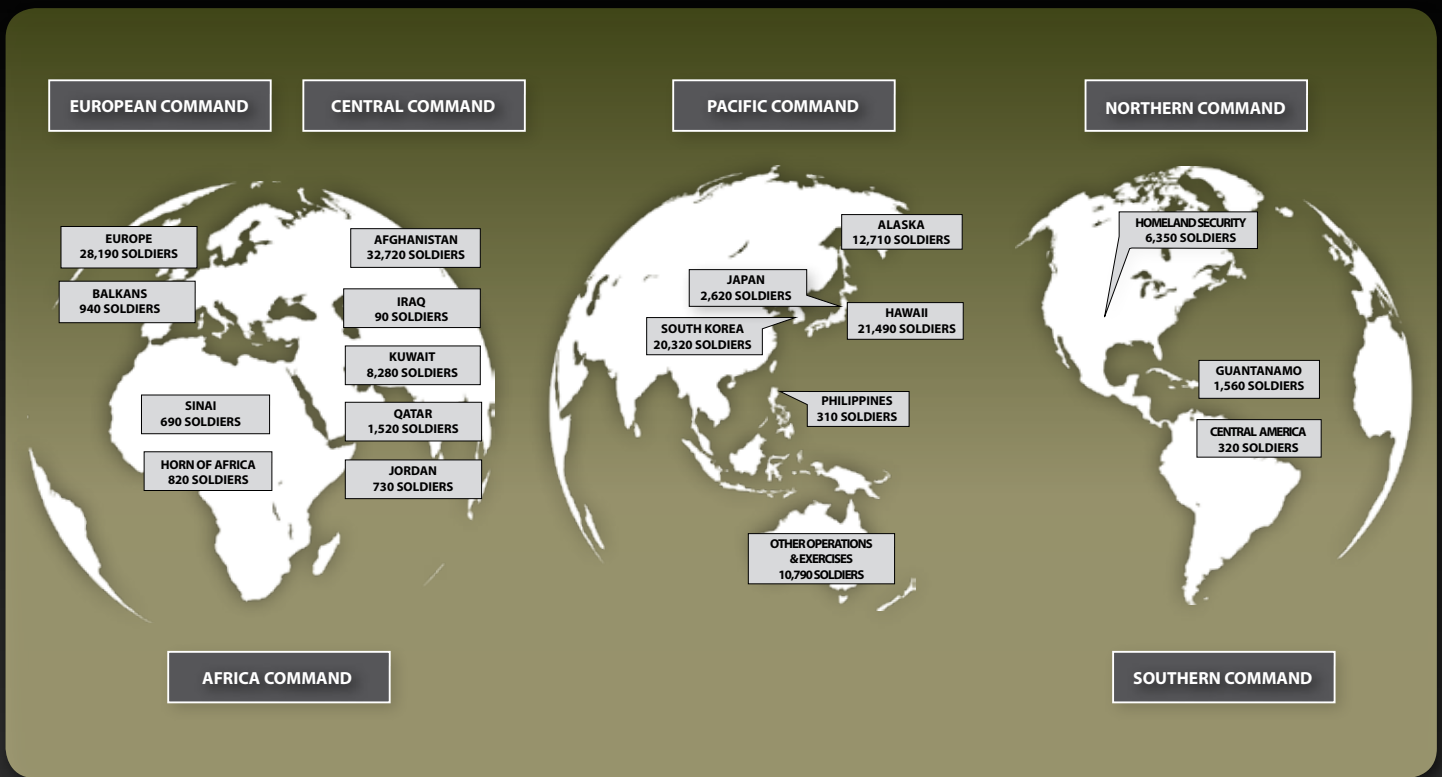 EUROPEAN COMMAND
CENTRAL COMMAND
PACIFIC COMMAND
NORTHERN COMMAND
EUROPE
28,190 SOLDIERS
BALKANS
940 SOLDIERS
SINAI
690 SOLDIERS
HORN OF AFRICA
820 SOLDIERS
AFGHANISTAN
32,720 SOLDIERS
IRAQ
90 SOLDIERS
KUWAIT
8,280 SOLDIERS
QATAR
1,520 SOLDIERS
JORDAN
730 SOLDIERS
ALASKA
12,710 SOLDIERS
JAPAN
2,620 SOLDIERS
HAWAII
21,490 SOLDIERS
SOUTH KOREA
20,320 SOLDIERS
PHILIPPINES
310 SOLDIERS
OTHER OPERATIONS
& EXERCISES
10,790 SOLDIERS
HOMELAND SECURITY
6,350 SOLDIERS
GUANTANAMO
1,560 SOLDIERS
CENTRAL AMERICA
320 SOLDIERS
AFRICA COMMAND
SOUTHERN COMMAND